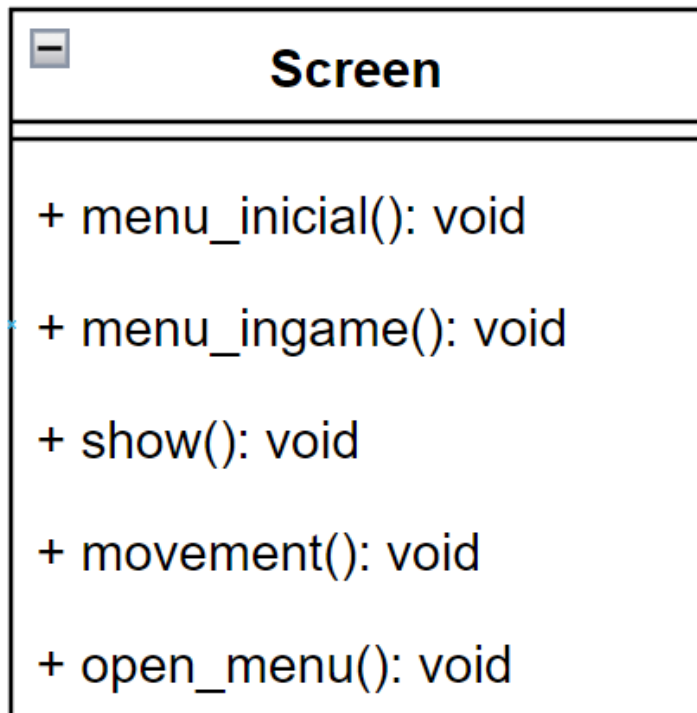 Screen
+ menu_inicial(): void
+ menu_ingame(): void
+ show(): void
+ movement(): void
+ open_menu(): void